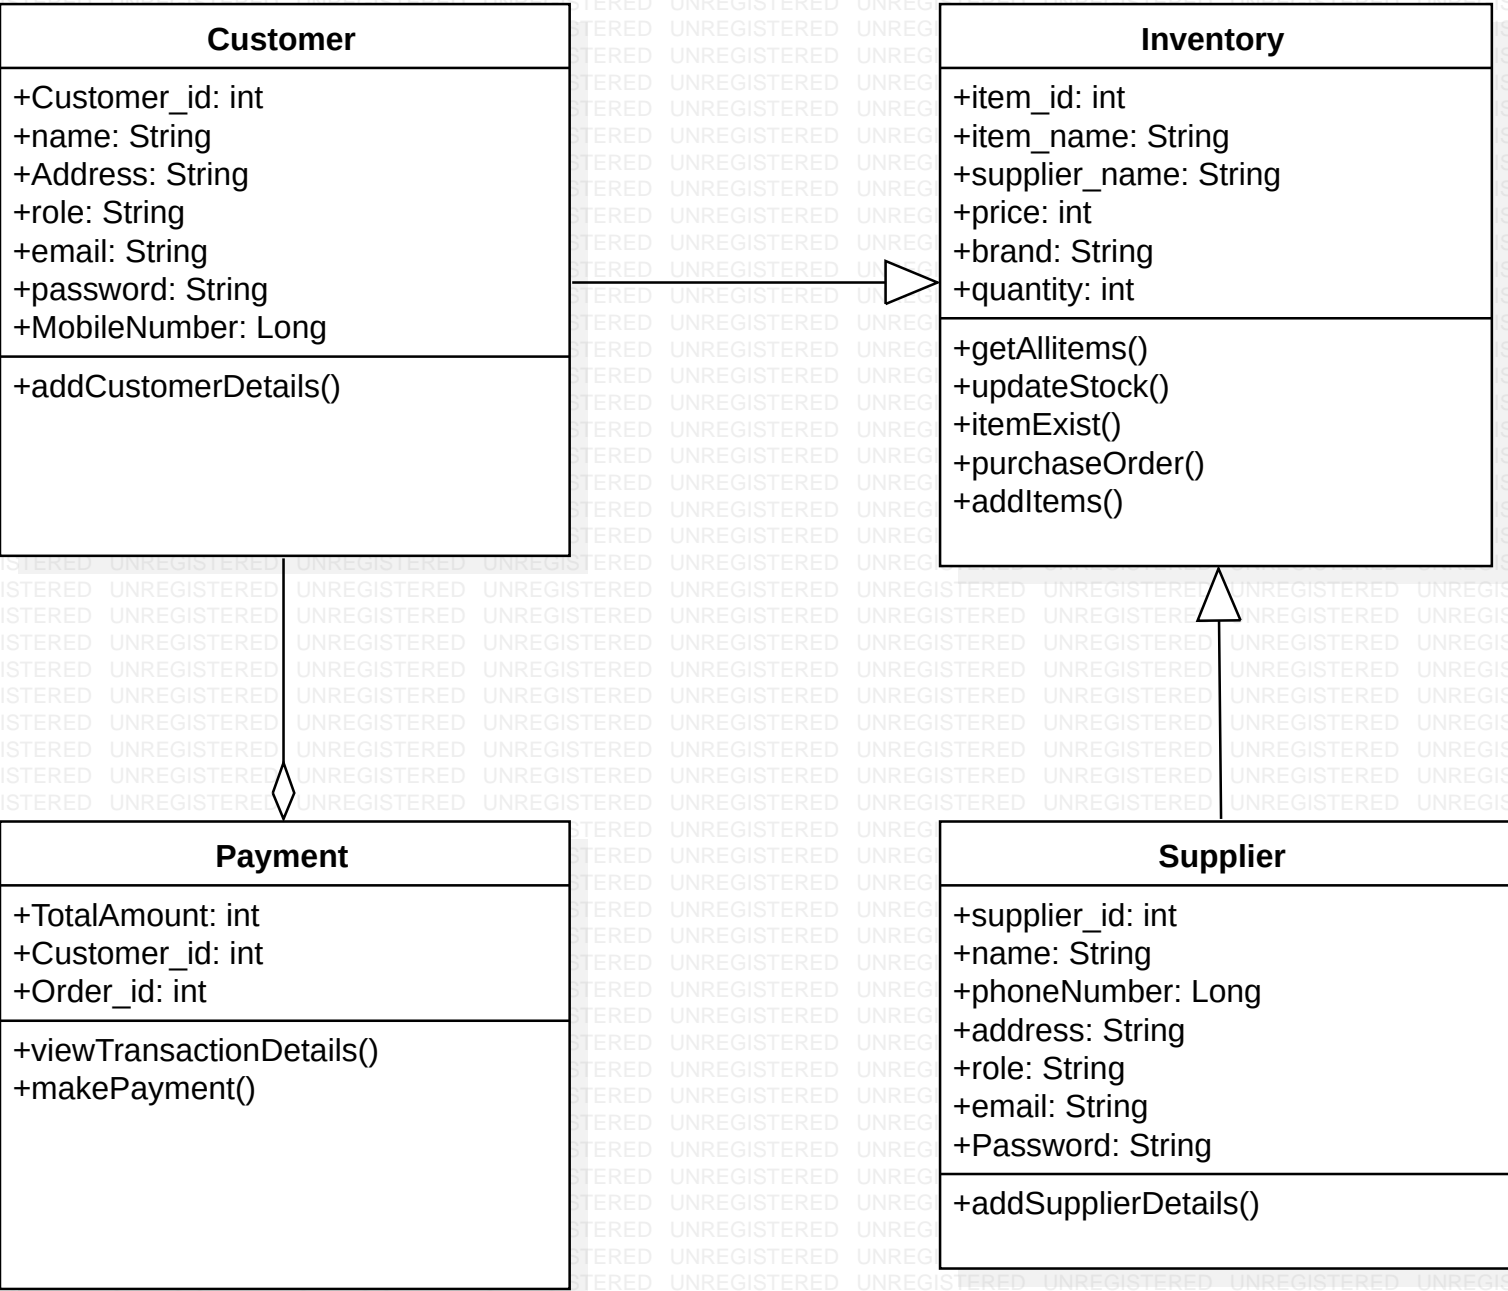 Customer
+Customer_id: int
+name: String
+Address: String
+role: String
+email: String
+password: String
+MobileNumber: Long
+addCustomerDetails()
Inventory
+item_id: int
+item_name: String
+supplier_name: String
+price: int
+brand: String
+quantity: int
+getAllitems()
+updateStock()
+itemExist()
+purchaseOrder()
+addItems()
Payment
+TotalAmount: int
+Customer_id: int
+Order_id: int
+viewTransactionDetails()
+makePayment()
Supplier
+supplier_id: int
+name: String
+phoneNumber: Long
+address: String
+role: String
+email: String
+Password: String
+addSupplierDetails()
UNREGISTERED